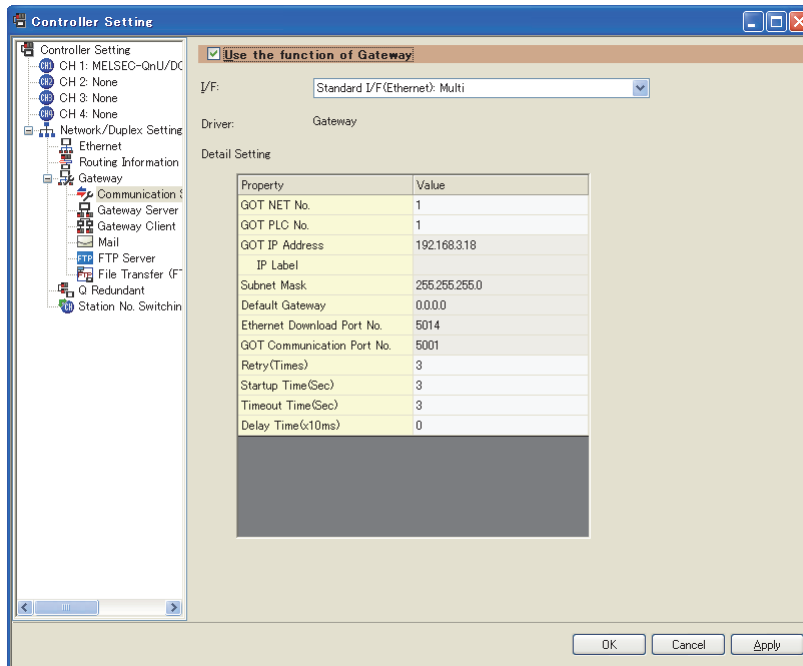 Controller Setting
Controller Setting
CH 1: MELSEC-QnU/DC
CH 2: None
CH 3: None
CH 4: None
Network/Duplex Setting
Ethernet
Routing Information
Gateway
Communication S
Gateway Server
Gateway Client
Mail
FTP Server
File Transfer (FT
Q Redundant
Station No. Switchin
Use the function of Gateway
I/F: Standard I/F(Ethernet): Multi
Driver: Gateway
Detail Setting
Property Value
GOT NET No. 1
GOT PLC No. 1
GOT IP Address 192.168.3.18
IP Label
Subnet Mask 255.255.255.0
Default Gateway 0.0.0.0
Ethernet Download Port No. 5014
GOT Communication Port No. 5001
Retry(Times) 3
Startup Time(Sec) 3
Timeout Time(Sec) 3
Delay Time(x10ms) 0
OK Cancel Apply